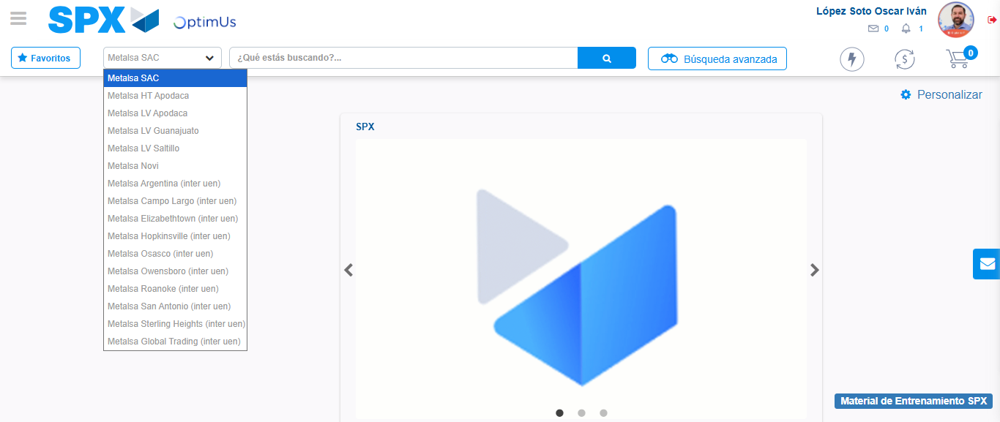 SPX
OptimUs
López Soto Oscar Iván
0
1
Favoritos
Metalsa SAC
¿Qué estás buscando?...
Búsqueda avanzada
0
Metalsa SAC
Metalsa HT Apodaca
Metalsa LV Apodaca
Metalsa LV Guanajuato
Metalsa LV Saltillo
Metalsa Novi
Metalsa Argentina (inter uen)
Metalsa Campo Largo (inter uen)
Metalsa Elizabethtown (inter uen)
Metalsa Hopkinsville (inter uen)
Metalsa Osasco (inter uen)
Metalsa Owensboro (inter uen)
Metalsa Roanoke (inter uen)
Metalsa San Antonio (inter uen)
Metalsa Sterling Heights (inter uen)
Metalsa Global Trading (inter uen)
Personalizar
SPX
Material de Entrenamiento SPX